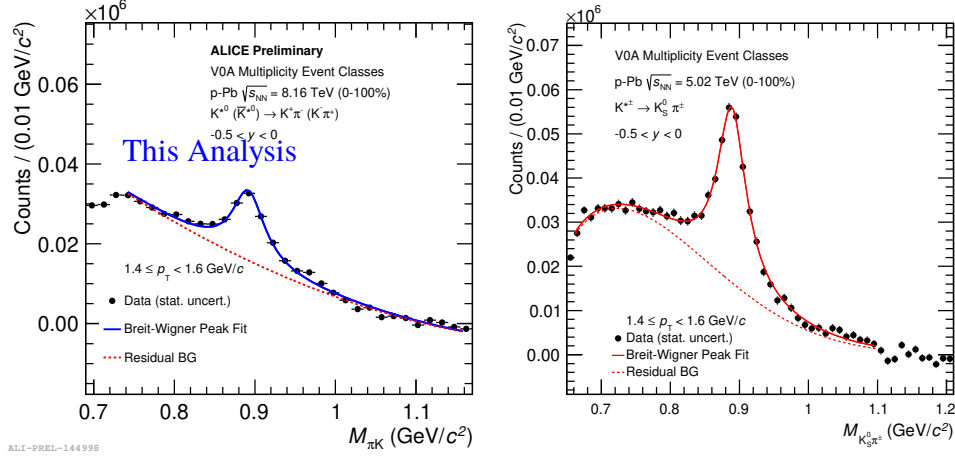 ×10⁶
Counts / (0.01 GeV/c²)
0.06
0.04
0.02
0.00
ALICE Preliminary
V0A Multiplicity Event Classes
p-Pb √s_NN = 8.16 TeV (0-100%)
K*⁰ (K̅*⁰) → K⁺π⁻ (K⁻π⁺)
-0.5 < y < 0
This Analysis
1.4 ≤ p_T < 1.6 GeV/c
Data (stat. uncert.)
Breit-Wigner Peak Fit
Residual BG
0.7 0.8 0.9 1 1.1
M_πK (GeV/c²)
ALI-PREL-144998
×10⁶
Counts / (0.01 GeV/c²)
0.07
0.06
0.05
0.04
0.03
0.02
0.01
0.00
V0A Multiplicity Event Classes
p-Pb √s_NN = 5.02 TeV (0-100%)
K*± → K⁰_S π±
-0.5 < y < 0
1.4 ≤ p_T < 1.6 GeV/c
Data (stat. uncert.)
Breit-Wigner Peak Fit
Residual BG
0.7 0.8 0.9 1 1.1 1.2
M_K⁰_Sπ± (GeV/c²)